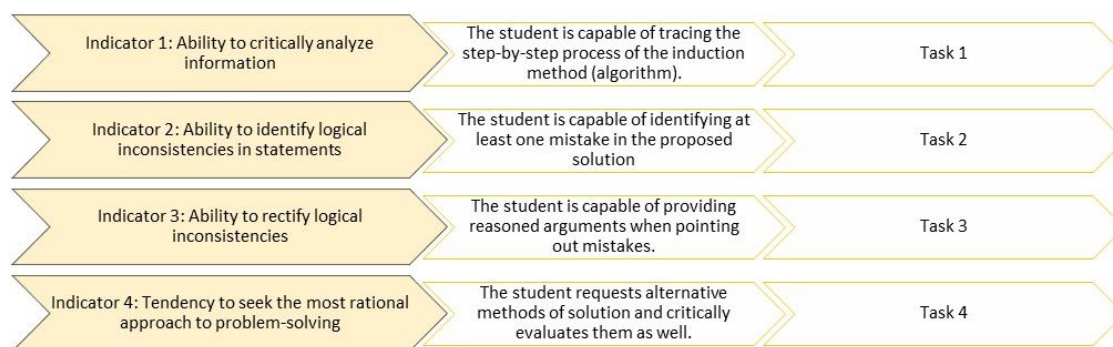 Indicator 1: Ability to critically analyze
information
The student is capable of tracing the
step-by-step process of the induction
method (algorithm).
Task 1
Indicator 2: Ability to identify logical
inconsistencies in statements
The student is capable of identifying at
least one mistake in the proposed
solution
Task 2
Indicator 3: Ability to rectify logical
inconsistencies
The student is capable of providing
reasoned arguments when pointing
out mistakes.
Task 3
Indicator 4: Tendency to seek the most rational
approach to problem-solving
The student requests alternative
methods of solution and critically
evaluates them as well.
Task 4